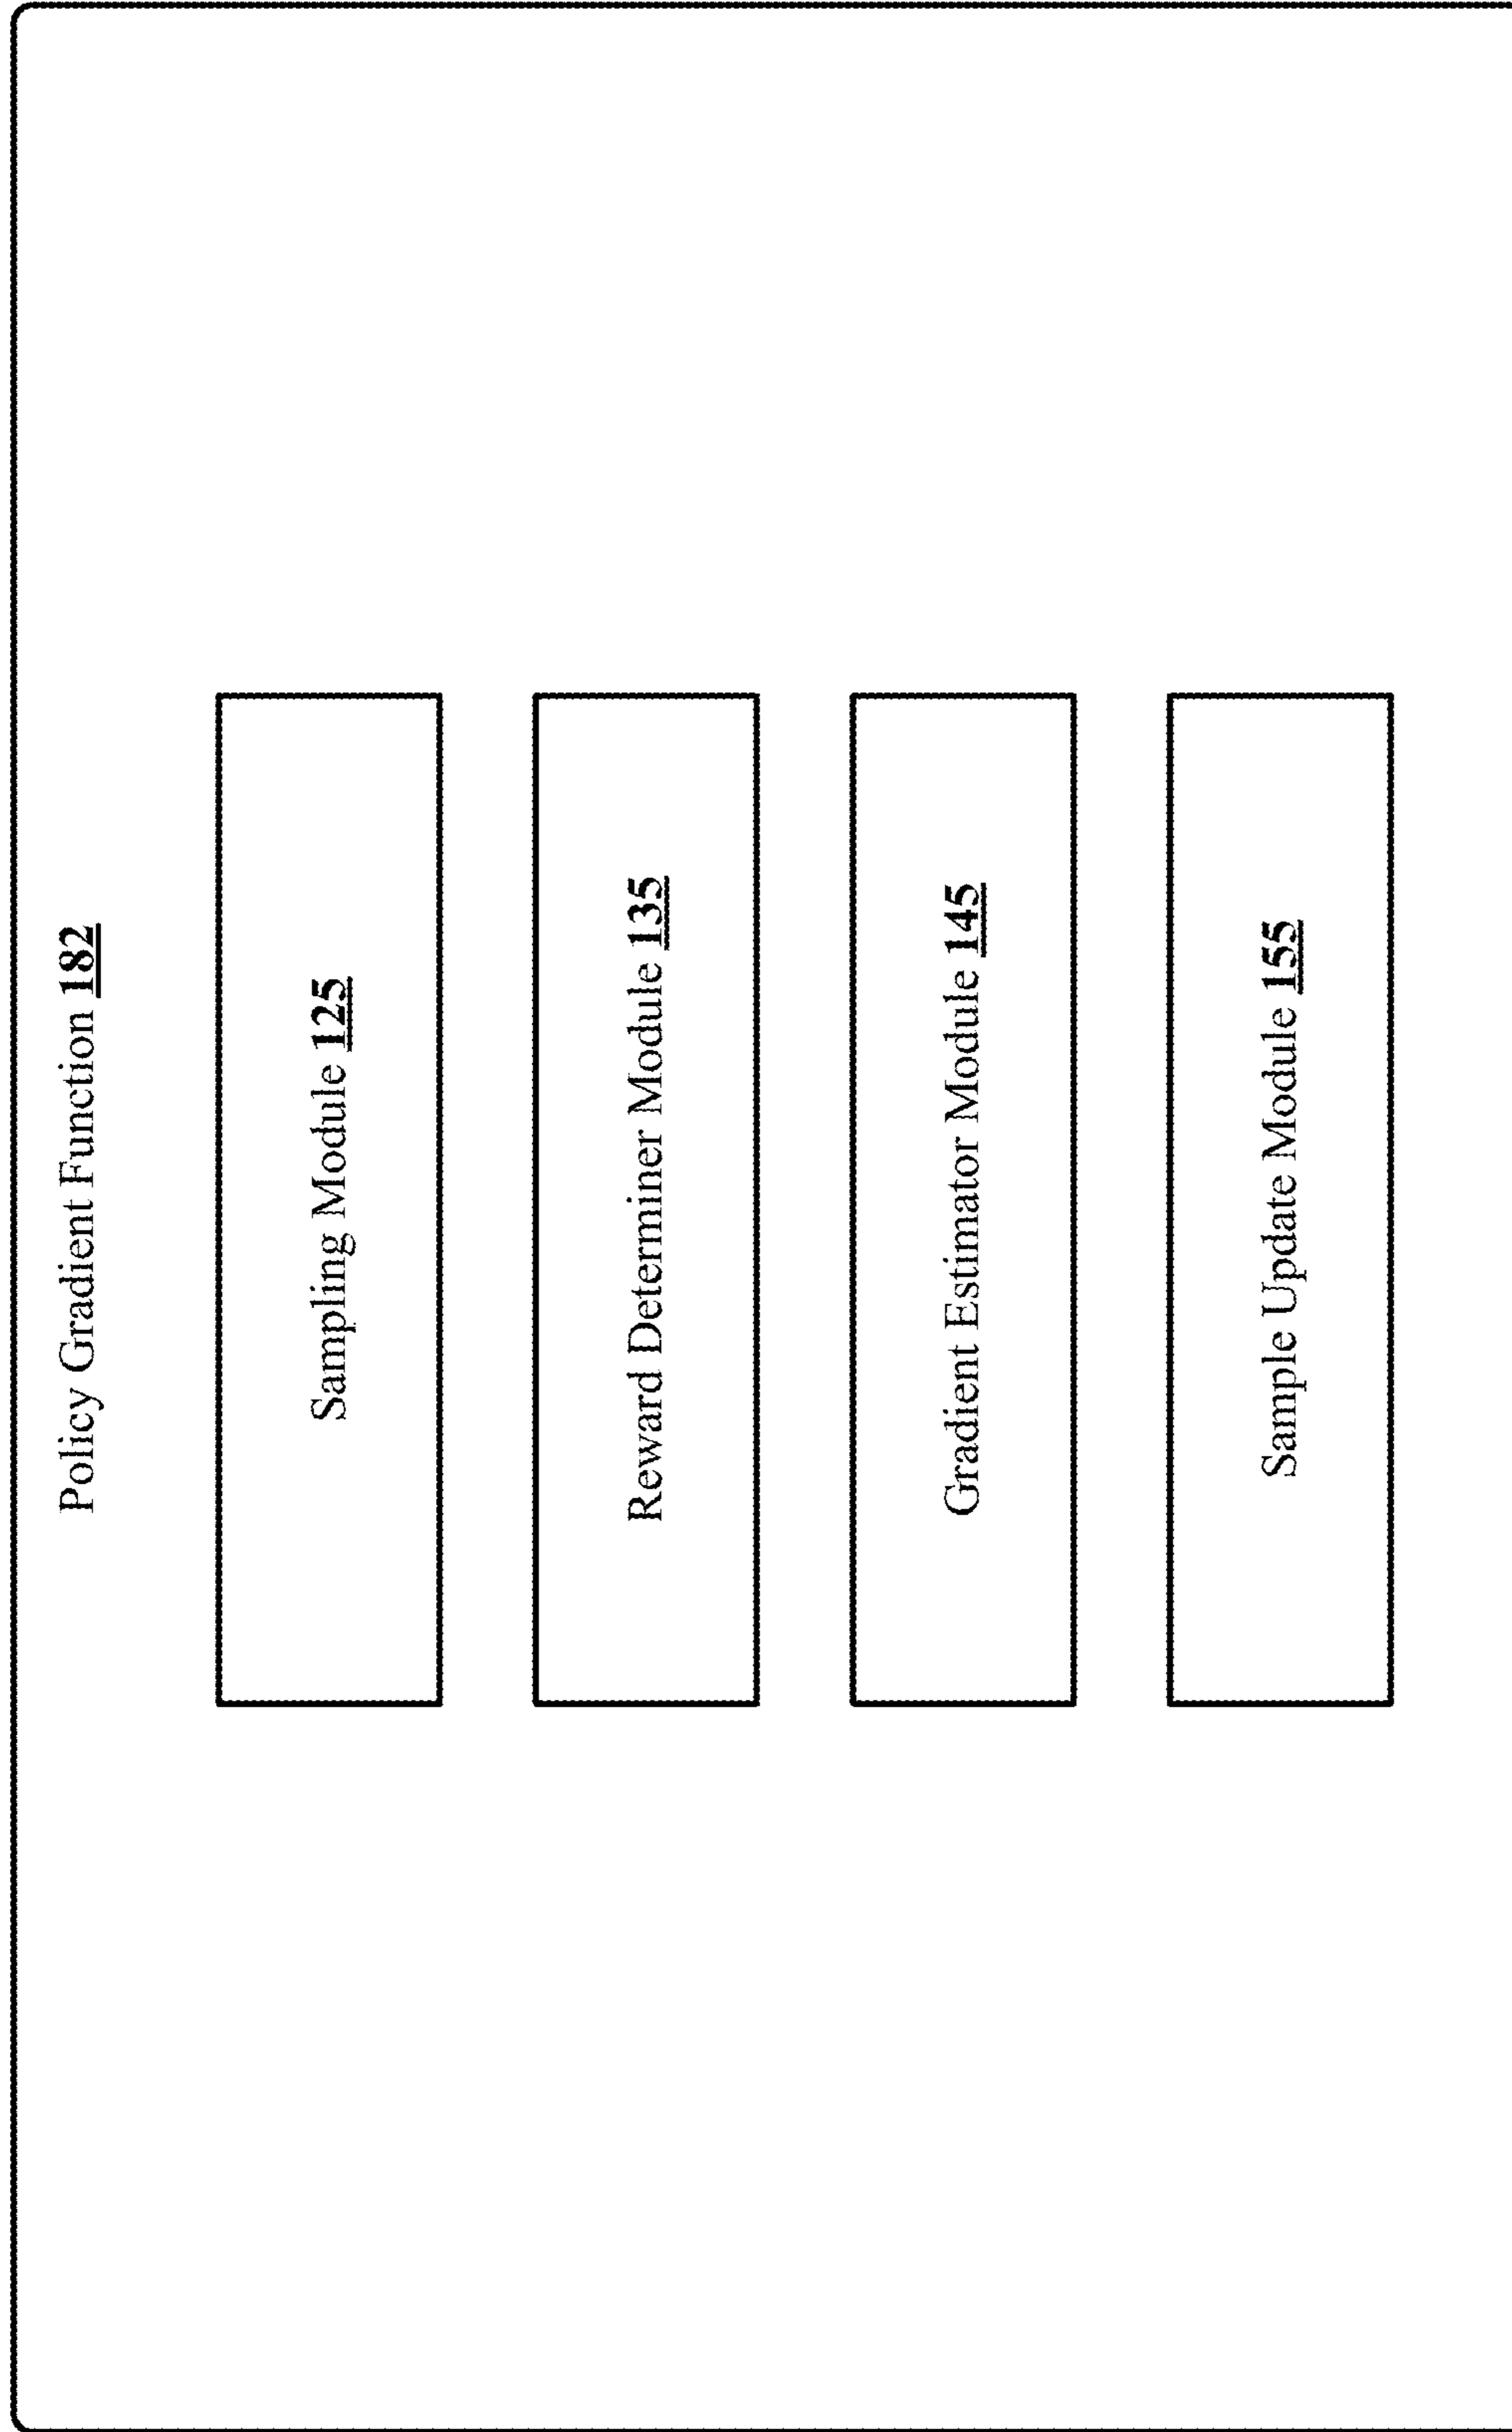 Policy Gradient Function 182
Sampling Module 125
Reward Determiner Module 135
Gradient Estimator Module 145
Sample Update Module 155